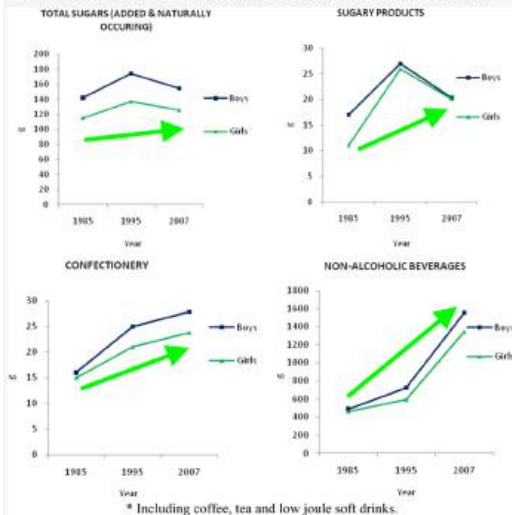 TOTAL SUGARS (ADDED & NATURALLY
OCCURING)
200
180
160
140
120
100
80
60
40
20
0
g
1985 1995 2007
Year
Boys
Girls
SUGARY PRODUCTS
30
25
20
15
10
5
0
g
1985 1995 2007
Year
Boys
Girls
CONFECTIONERY
30
25
20
15
10
5
0
g
1985 1995 2007
Year
Boys
Girls
NON-ALCOHOLIC BEVERAGES
1800
1600
1400
1200
1000
800
600
400
200
0
g
1985 1995 2007
Year
Boys
Girls
* Including coffee, tea and low joule soft drinks.